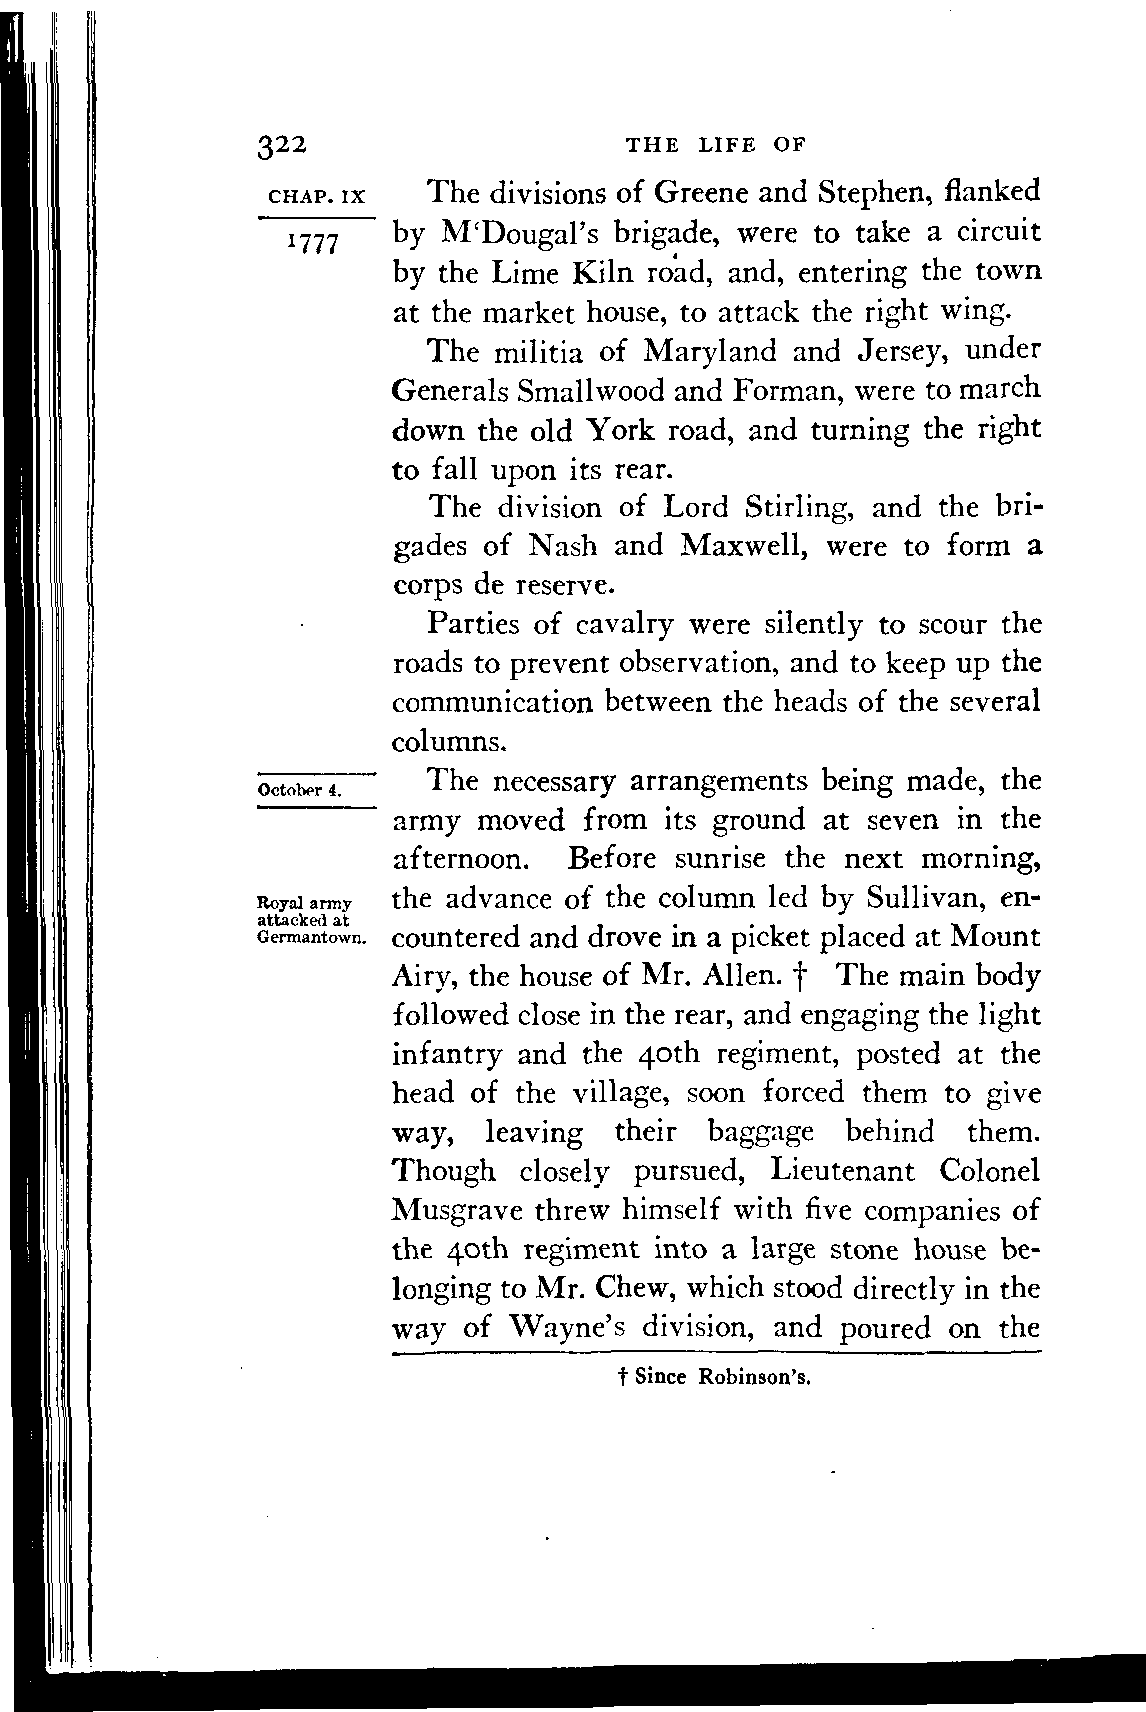 322 THE LIFE OF
CHAP. IX
1777
The divisions of Greene and Stephen, flanked
by M'Dougal's brigade, were to take a circuit
by the Lime Kiln road, and, entering the town
at the market house, to attack the right wing.
The militia of Maryland and Jersey, under
Generals Smallwood and Forman, were to march
down the old York road, and turning the right
to fall upon its rear.
The division of Lord Stirling, and the bri-
gades of Nash and Maxwell, were to form a
corps de reserve.
Parties of cavalry were silently to scour the
roads to prevent observation, and to keep up the
communication between the heads of the several
columns.
October 4.
The necessary arrangements being made, the
army moved from its ground at seven in the
afternoon. Before sunrise the next morning,
Royal army
attacked at
Germantown.
the advance of the column led by Sullivan, en-
countered and drove in a picket placed at Mount
Airy, the house of Mr. Allen. † The main body
followed close in the rear, and engaging the light
infantry and the 40th regiment, posted at the
head of the village, soon forced them to give
way, leaving their baggage behind them.
Though closely pursued, Lieutenant Colonel
Musgrave threw himself with five companies of
the 40th regiment into a large stone house be-
longing to Mr. Chew, which stood directly in the
way of Wayne's division, and poured on the
† Since Robinson's.